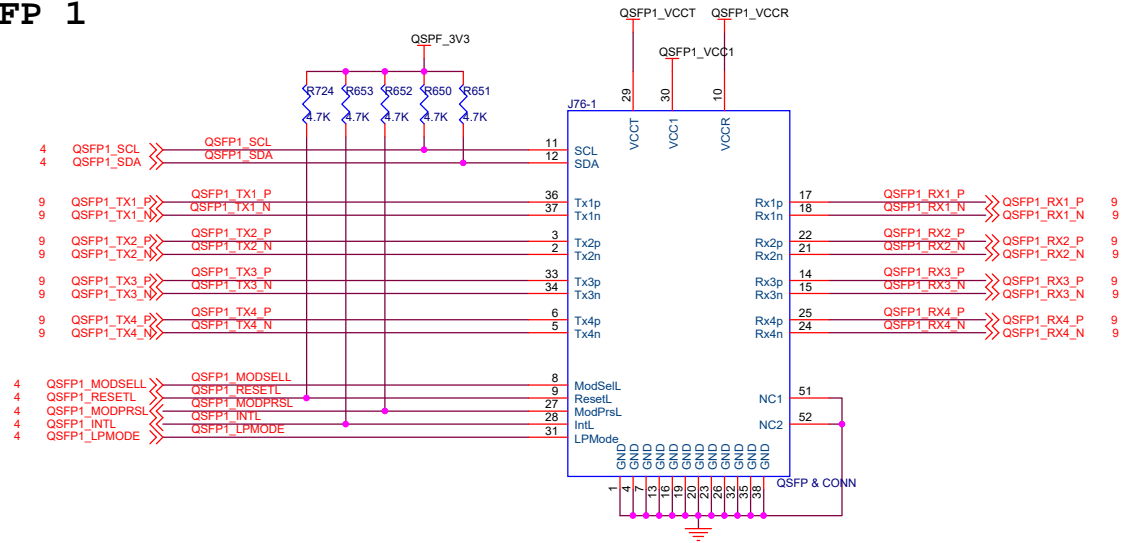 FP 1
QSFP1_VCCT QSFP1_VCCR
QSPF_3V3
QSFP1_VCC1
R724 R653 R652 R650 R651
4.7K 4.7K 4.7K 4.7K 4.7K
29 30 10
J76-1
VCCT VCC1 VCCR
4 QSFP1_SCL QSFP1_SCL 11 SCL
4 QSFP1_SDA QSFP1_SDA 12 SDA
9 QSFP1_TX1_P QSFP1_TX1_P 36 Tx1p Rx1p 17 QSFP1_RX1_P QSFP1_RX1_P 9
9 QSFP1_TX1_N QSFP1_TX1_N 37 Tx1n Rx1n 18 QSFP1_RX1_N QSFP1_RX1_N 9
9 QSFP1_TX2_P QSFP1_TX2_P 3 Tx2p Rx2p 22 QSFP1_RX2_P QSFP1_RX2_P 9
9 QSFP1_TX2_N QSFP1_TX2_N 2 Tx2n Rx2n 21 QSFP1_RX2_N QSFP1_RX2_N 9
9 QSFP1_TX3_P QSFP1_TX3_P 33 Tx3p Rx3p 14 QSFP1_RX3_P QSFP1_RX3_P 9
9 QSFP1_TX3_N QSFP1_TX3_N 34 Tx3n Rx3n 15 QSFP1_RX3_N QSFP1_RX3_N 9
9 QSFP1_TX4_P QSFP1_TX4_P 6 Tx4p Rx4p 25 QSFP1_RX4_P QSFP1_RX4_P 9
9 QSFP1_TX4_N QSFP1_TX4_N 5 Tx4n Rx4n 24 QSFP1_RX4_N QSFP1_RX4_N 9
4 QSFP1_MODSELL QSFP1_MODSELL 8 ModSelL
4 QSFP1_RESETL QSFP1_RESETL 9 ResetL NC1 51
4 QSFP1_MODPRSL QSFP1_MODPRSL 27 ModPrsL
4 QSFP1_INTL QSFP1_INTL 28 IntL NC2 52
4 QSFP1_LPMODE QSFP1_LPMODE 31 LPMode
GND GND GND GND GND GND GND GND GND GND GND GND
QSFP & CONN
1 4 7 13 16 19 20 23 26 32 35 38